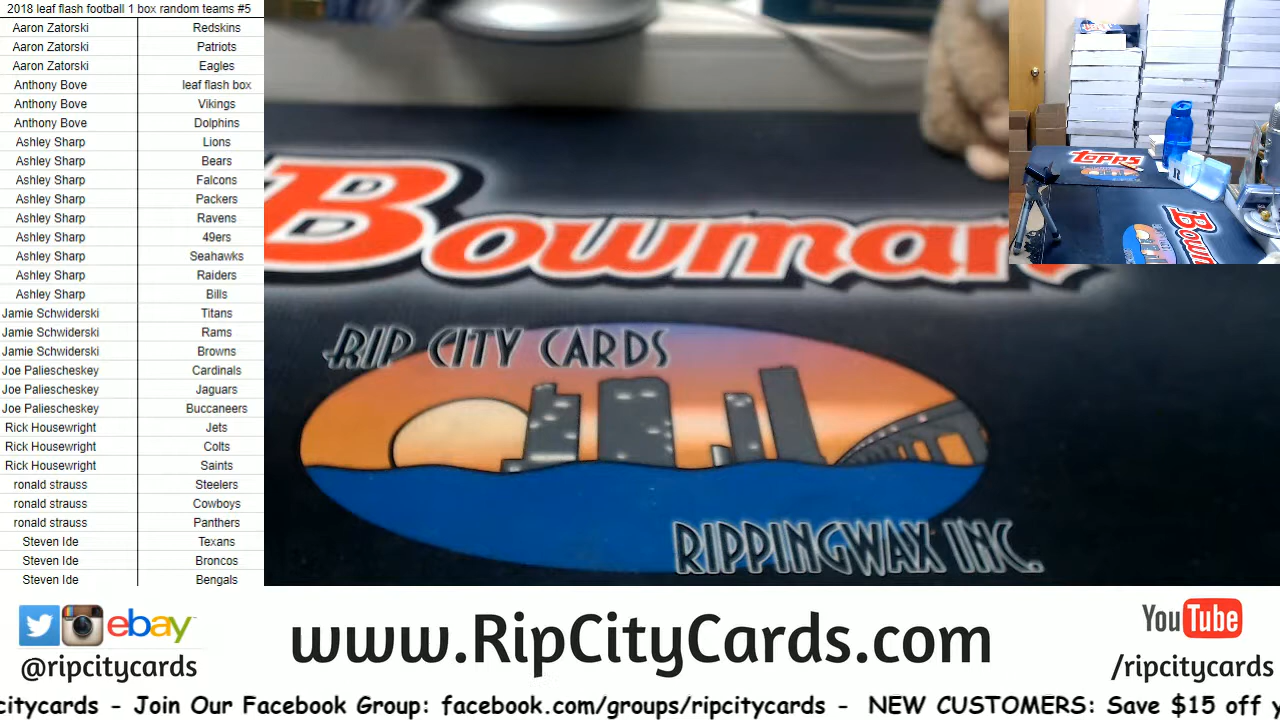 2018 leaf flash football 1 box random teams #5
Aaron Zatorski Redskins
Aaron Zatorski Patriots
Aaron Zatorski Eagles
Anthony Bove leaf flash box
Anthony Bove Vikings
Anthony Bove Dolphins
Ashley Sharp Lions
Ashley Sharp Bears
Ashley Sharp Falcons
Ashley Sharp Packers
Ashley Sharp Ravens
Ashley Sharp 49ers
Ashley Sharp Seahawks
Ashley Sharp Raiders
Ashley Sharp Bills
Jamie Schwiderski Titans
Jamie Schwiderski Rams
Jamie Schwiderski Browns
Joe Paliescheskey Cardinals
Joe Paliescheskey Jaguars
Joe Paliescheskey Buccaneers
Rick Housewright Jets
Rick Housewright Colts
Rick Housewright Saints
ronald strauss Steelers
ronald strauss Cowboys
ronald strauss Panthers
Steven Ide Texans
Steven Ide Broncos
Steven Ide Bengals
Bowman
RIP CITY CARDS
RIPPINGWAX INC.
topps
R
Bowm
ebay
@ripcitycards
www.RipCityCards.com
YouTube
/ripcitycards
citycards - Join Our Facebook Group: facebook.com/groups/ripcitycards - NEW CUSTOMERS: Save $15 off y